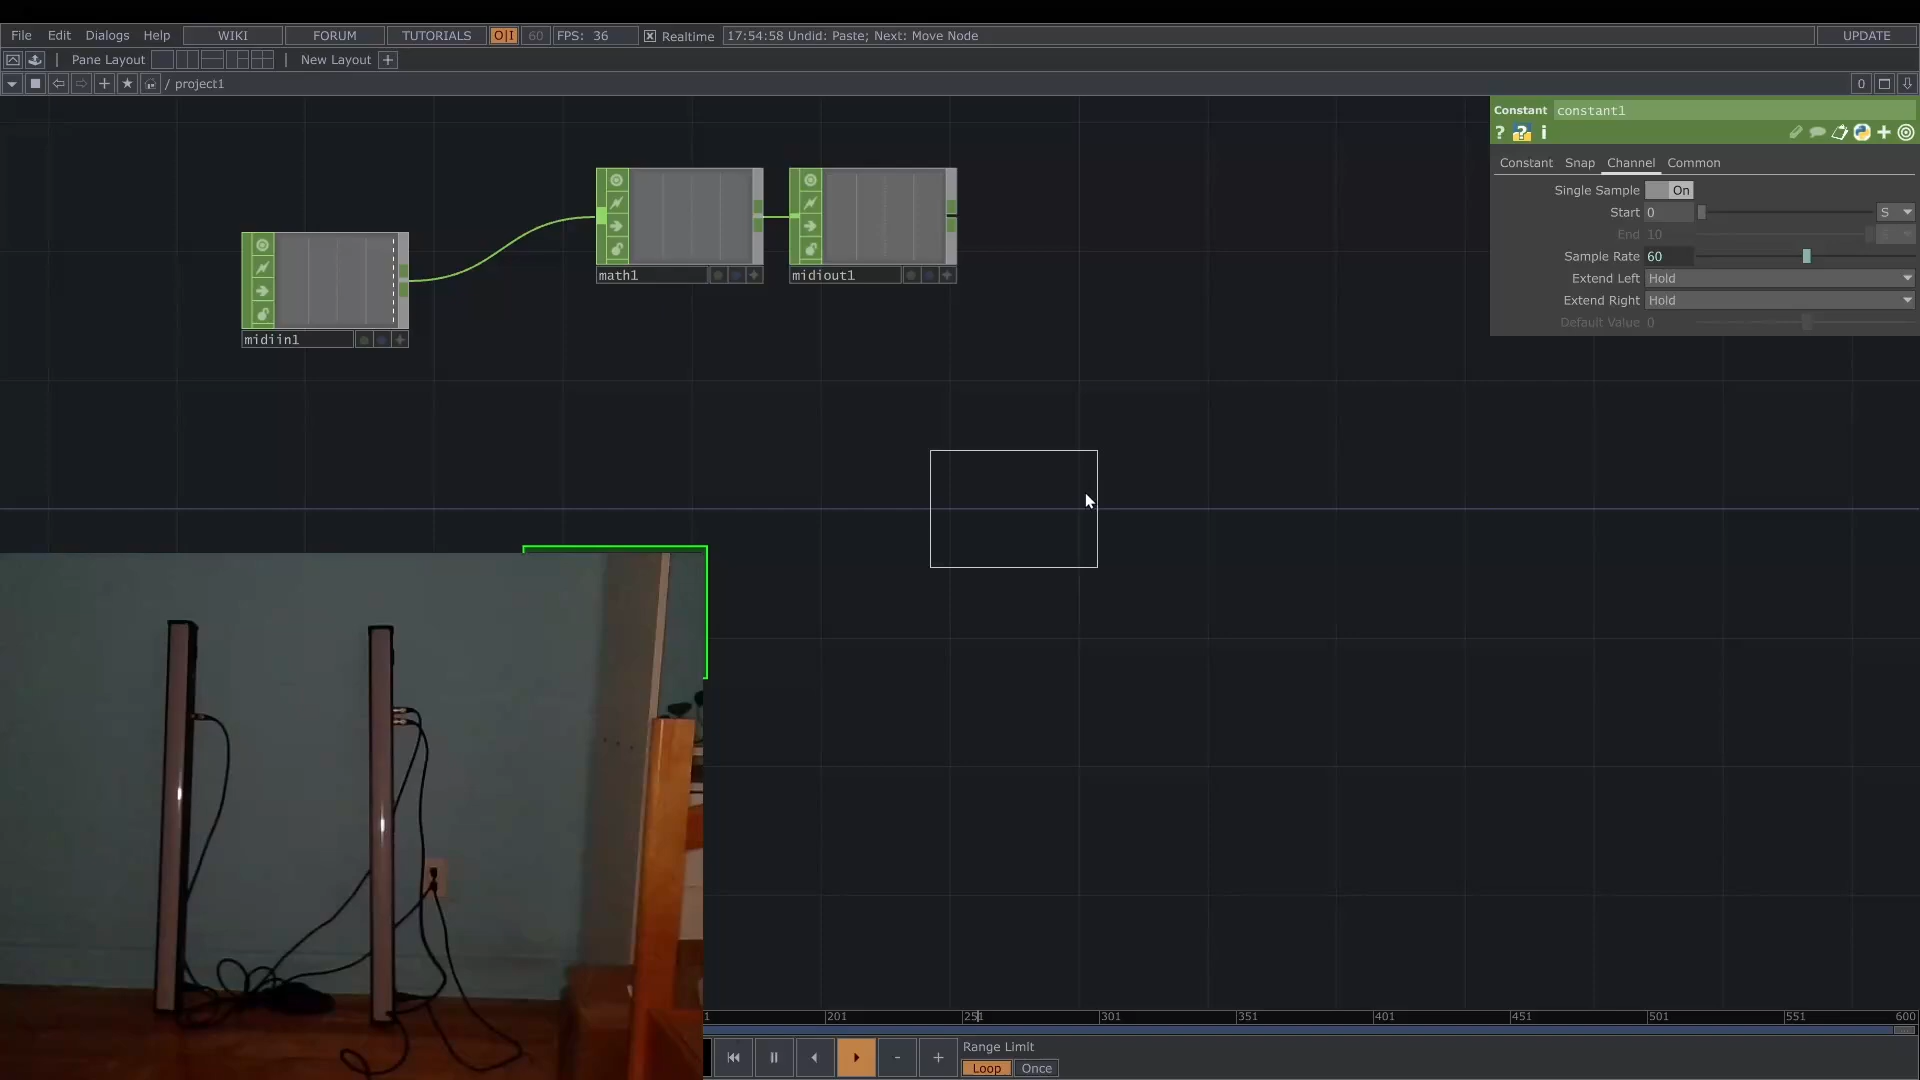 File Edit Dialogs Help WIKI FORUM TUTORIALS O|I 60 FPS: 36 Realtime 17:54:58 Undid: Paste; Next: Move Node UPDATE
Pane Layout New Layout +
/ project1 0
Constant constant1
? ? i
Constant Snap Channel Common
Single Sample On
Start 0 S
End 10
Sample Rate 60
Extend Left Hold
Extend Right Hold
Default Value 0
math1 midiout1
midiin1
1 201 251 301 351 401 451 501 551 600
- + Range Limit
Loop Once